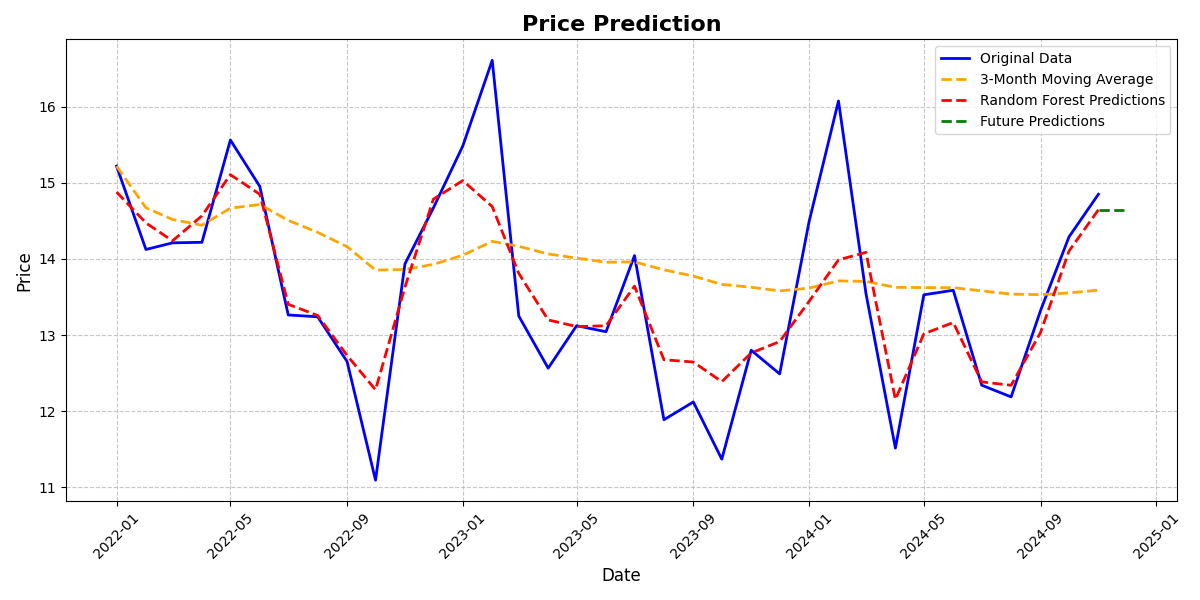 Price Prediction
Original Data
3-Month Moving Average
Random Forest Predictions
Future Predictions
Price
16
15
14
13
12
11
2022-01
2022-05
2022-09
2023-01
2023-05
2023-09
2024-01
2024-05
2024-09
2025-01
Date